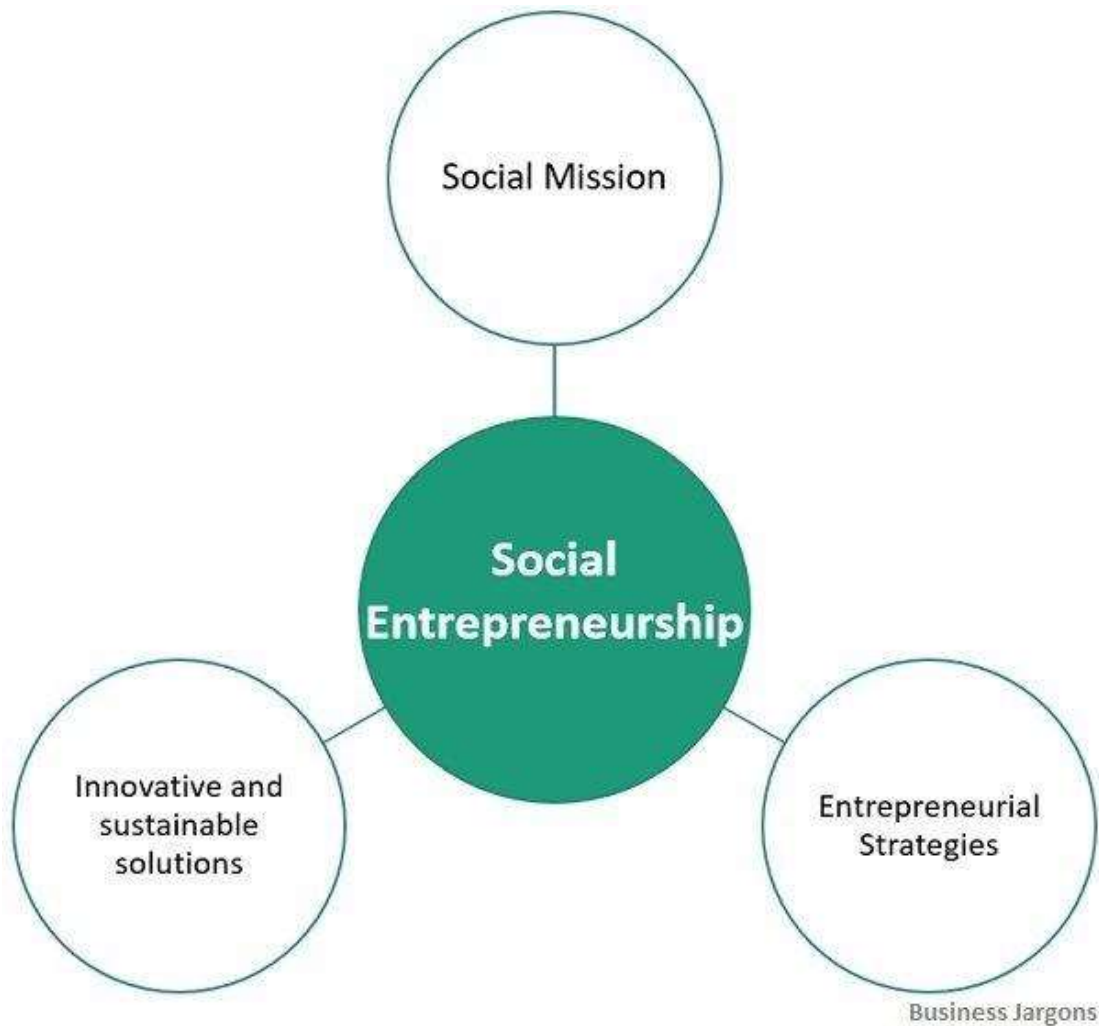 Social Mission
Social
Entrepreneurship
Innovative and
sustainable
solutions
Entrepreneurial
Strategies
Business Jargons